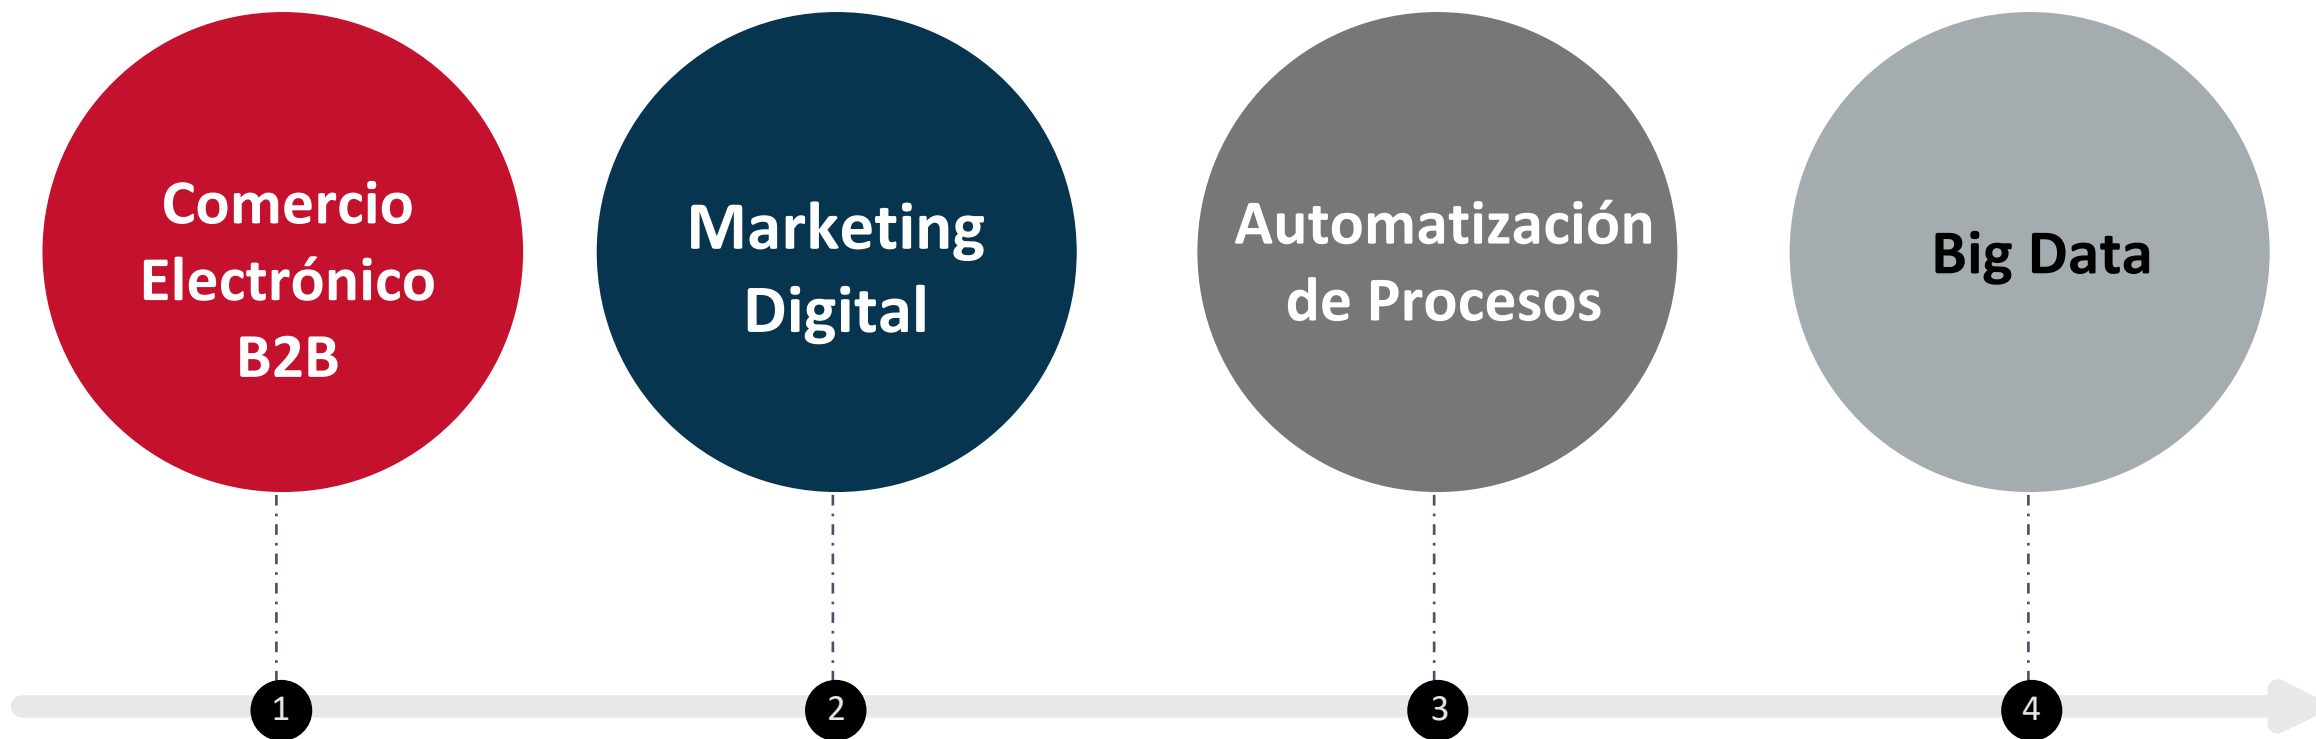 Comercio
Electrónico
B2B
Marketing
Digital
Automatización
de Procesos
Big Data
1
2
3
4